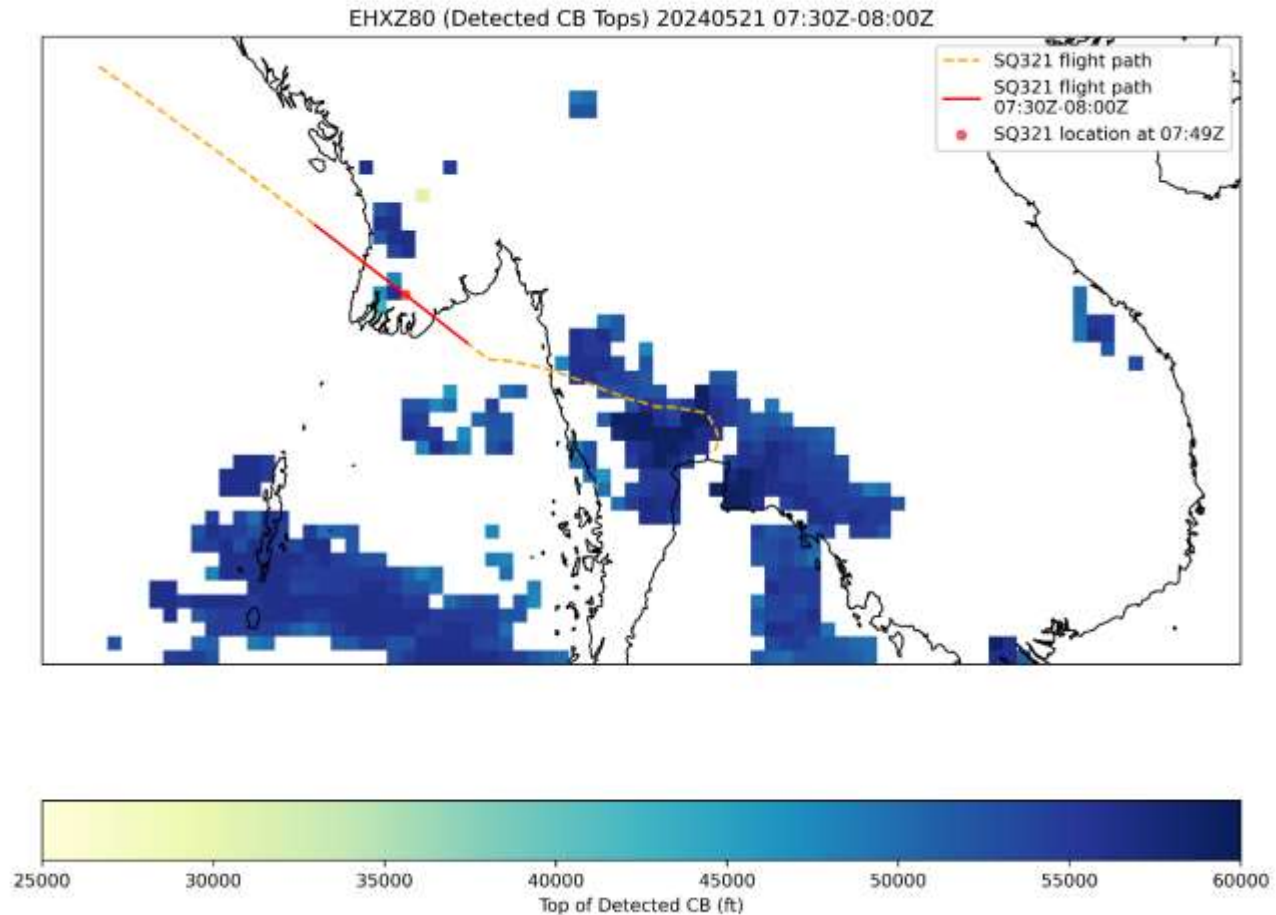 EHXZ80 (Detected CB Tops) 20240521 07:30Z-08:00Z
SQ321 flight path
SQ321 flight path
07:30Z-08:00Z
SQ321 location at 07:49Z
25000 30000 35000 40000 45000 50000 55000 60000
Top of Detected CB (ft)